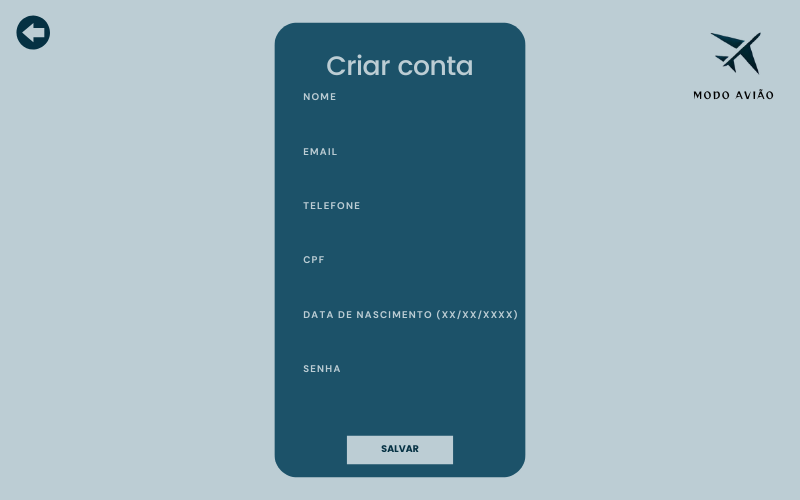 Criar conta
MODO AVIÃO
NOME
EMAIL
TELEFONE
CPF
DATA DE NASCIMENTO (XX/XX/XXXX)
SENHA
SALVAR